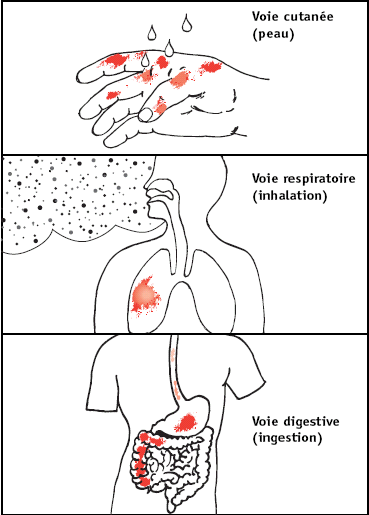 Voie cutanée
(peau)
Voie respiratoire
(inhalation)
Voie digestive
(ingestion)